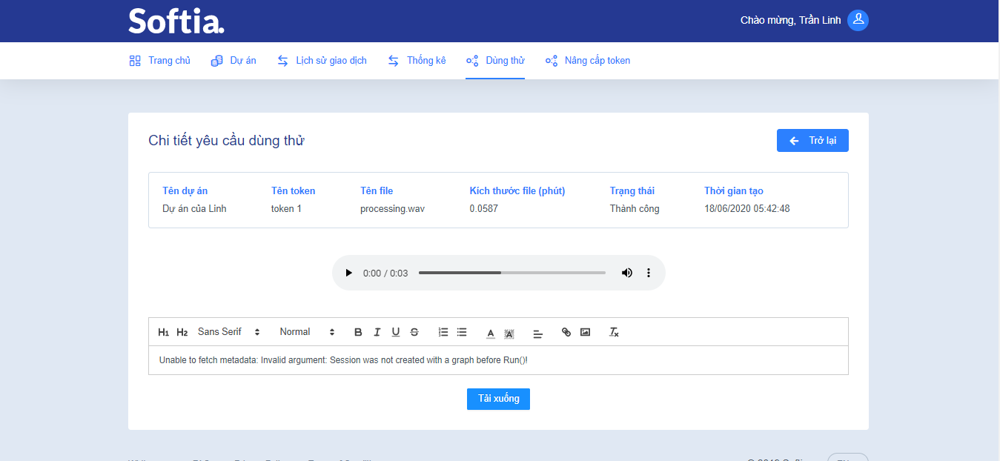 Softia.
Chào mừng, Trần Linh
Trang chủ Dự án Lịch sử giao dịch Thống kê Dùng thử Nâng cấp token
Chi tiết yêu cầu dùng thử
Trở lại
Tên dự án Tên token Tên file Kích thước file (phút) Trạng thái Thời gian tạo
Dự án của Linh token 1 processing.wav 0.0587 Thành công 18/06/2020 05:42:48
0:00 / 0:03
H1 H2 Sans Serif Normal B I U S A A Tx
Unable to fetch metadata: Invalid argument: Session was not created with a graph before Run()!
Tải xuống